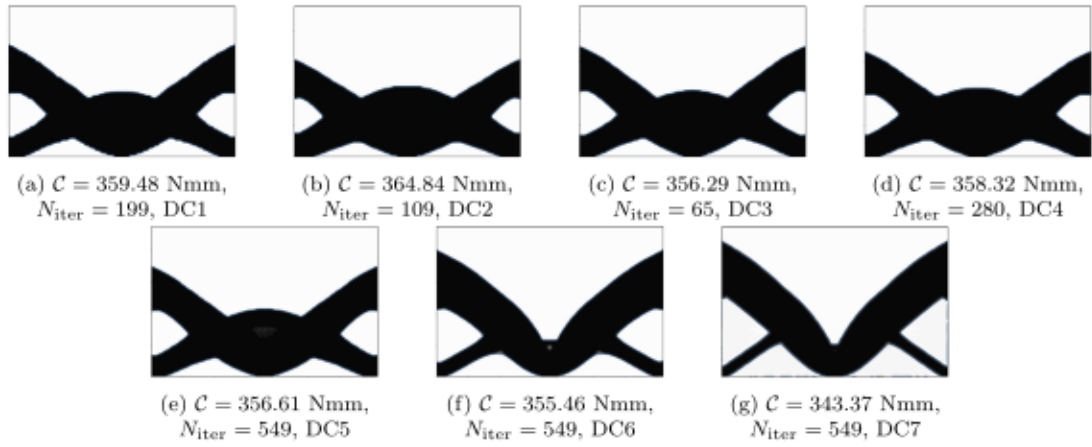 (a) C = 359.48 Nmm,
N_iter = 199, DC1
(b) C = 364.84 Nmm,
N_iter = 109, DC2
(c) C = 356.29 Nmm,
N_iter = 65, DC3
(d) C = 358.32 Nmm,
N_iter = 280, DC4
(e) C = 356.61 Nmm,
N_iter = 549, DC5
(f) C = 355.46 Nmm,
N_iter = 549, DC6
(g) C = 343.37 Nmm,
N_iter = 549, DC7